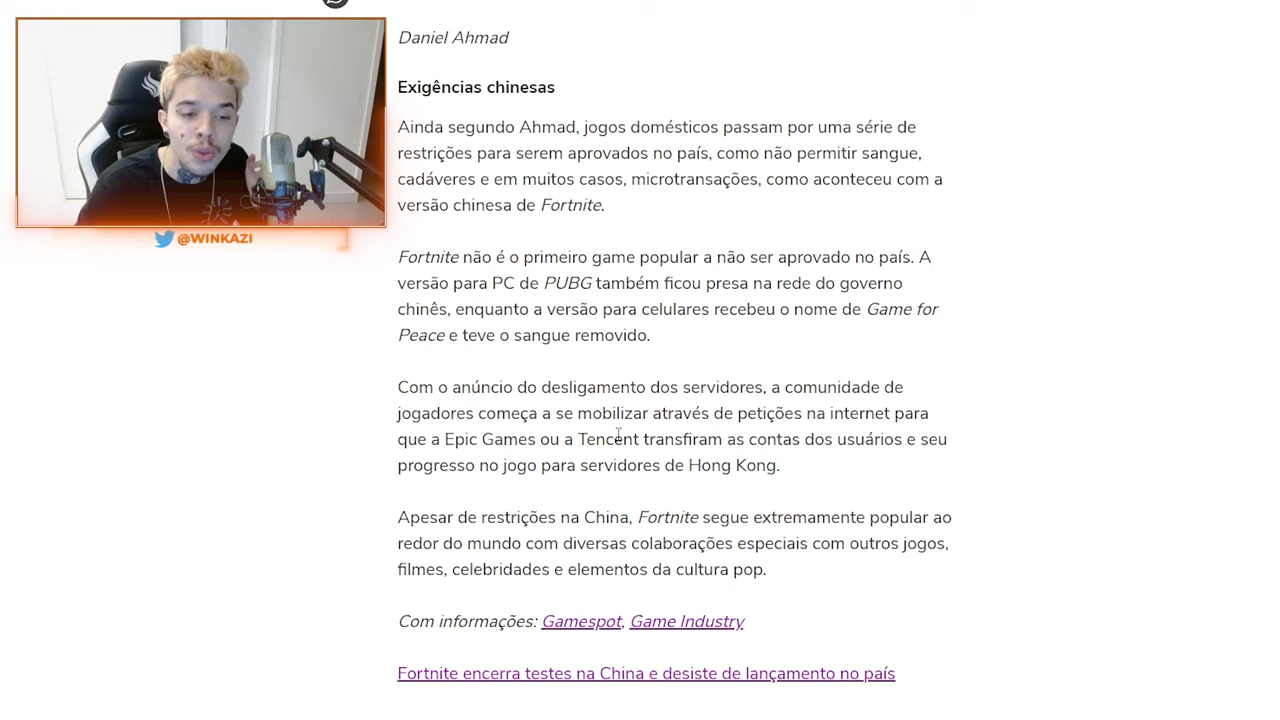 Daniel Ahmad
Exigências chinesas
Ainda segundo Ahmad, jogos domésticos passam por uma série de
restrições para serem aprovados no país, como não permitir sangue,
cadáveres e em muitos casos, microtransações, como aconteceu com a
versão chinesa de Fortnite.
Fortnite não é o primeiro game popular a não ser aprovado no país. A
versão para PC de PUBG também ficou presa na rede do governo
chinês, enquanto a versão para celulares recebeu o nome de Game for
Peace e teve o sangue removido.
Com o anúncio do desligamento dos servidores, a comunidade de
jogadores começa a se mobilizar através de petições na internet para
que a Epic Games ou a Tencent transfiram as contas dos usuários e seu
progresso no jogo para servidores de Hong Kong.
Apesar de restrições na China, Fortnite segue extremamente popular ao
redor do mundo com diversas colaborações especiais com outros jogos,
filmes, celebridades e elementos da cultura pop.
Com informações: Gamespot, Game Industry
Fortnite encerra testes na China e desiste de lançamento no país
@WINKAZI